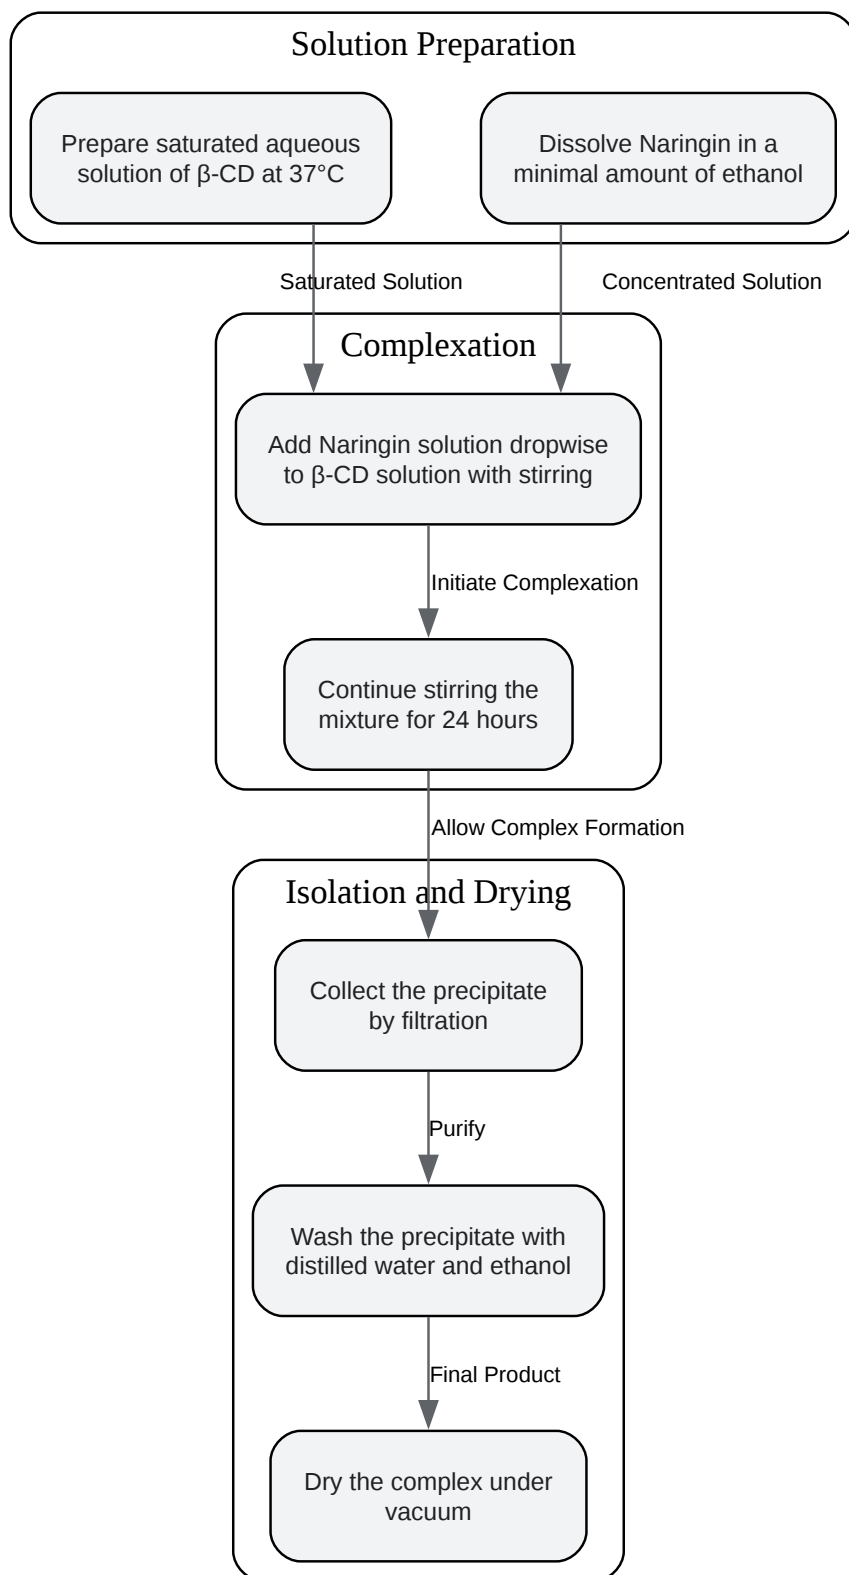 Solution Preparation
Prepare saturated aqueous
solution of β-CD at 37°C
Dissolve Naringin in a
minimal amount of ethanol
Saturated Solution
Concentrated Solution
Complexation
Add Naringin solution dropwise
to β-CD solution with stirring
Initiate Complexation
Continue stirring the
mixture for 24 hours
Allow Complex Formation
Isolation and Drying
Collect the precipitate
by filtration
Purify
Wash the precipitate with
distilled water and ethanol
Final Product
Dry the complex under
vacuum